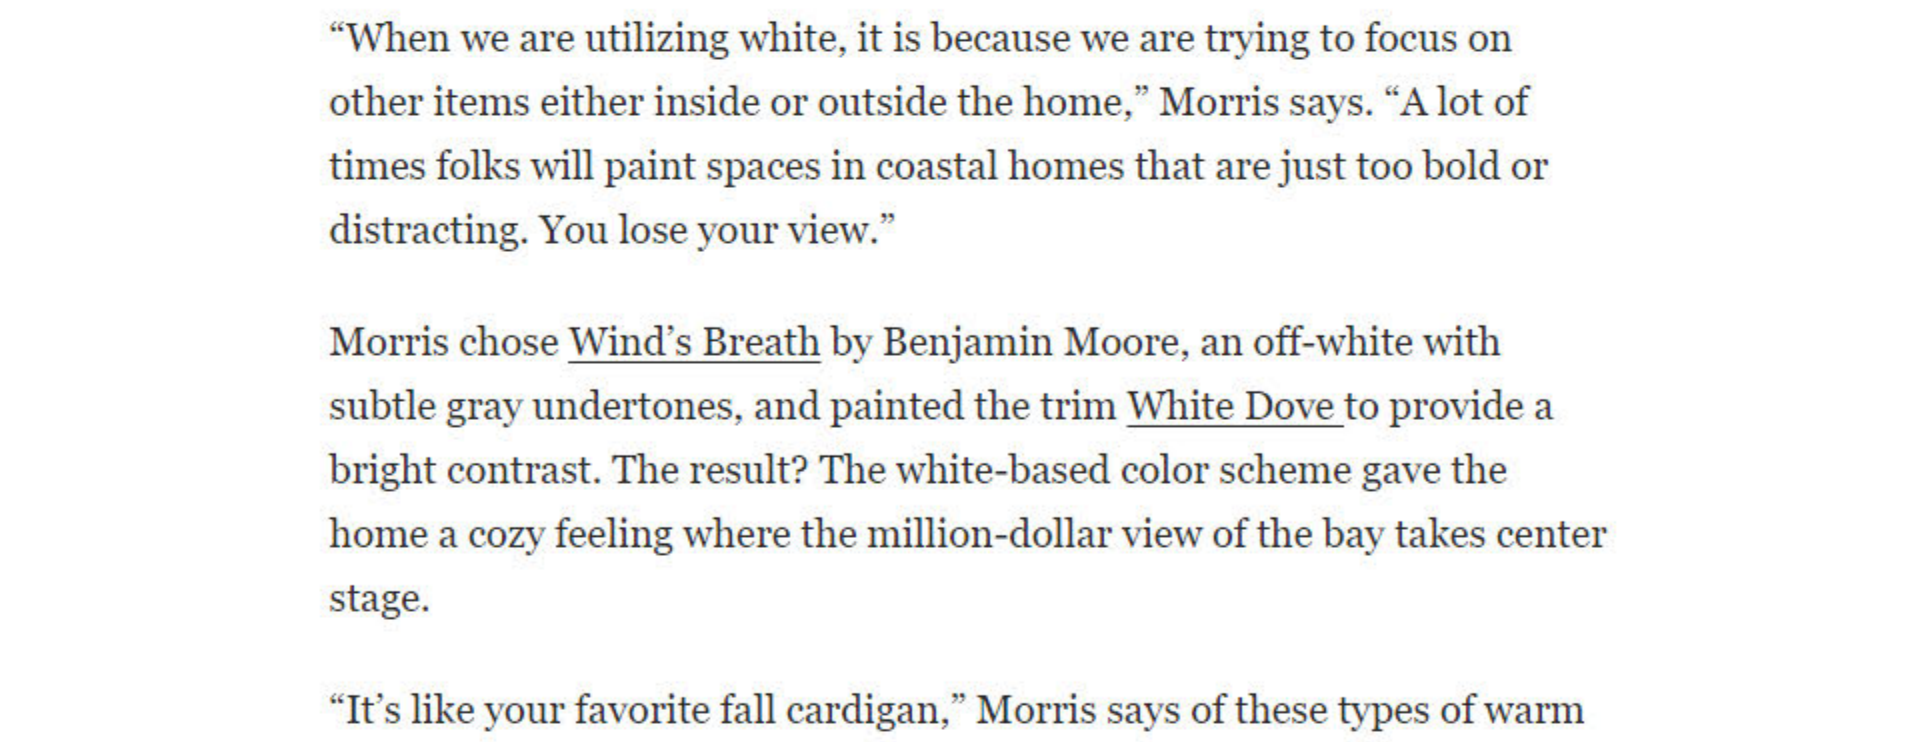 “When we are utilizing white, it is because we are trying to focus on
other items either inside or outside the home,” Morris says. “A lot of
times folks will paint spaces in coastal homes that are just too bold or
distracting. You lose your view.”
Morris chose Wind’s Breath by Benjamin Moore, an off-white with
subtle gray undertones, and painted the trim White Dove to provide a
bright contrast. The result? The white-based color scheme gave the
home a cozy feeling where the million-dollar view of the bay takes center
stage.
“It’s like your favorite fall cardigan,” Morris says of these types of warm